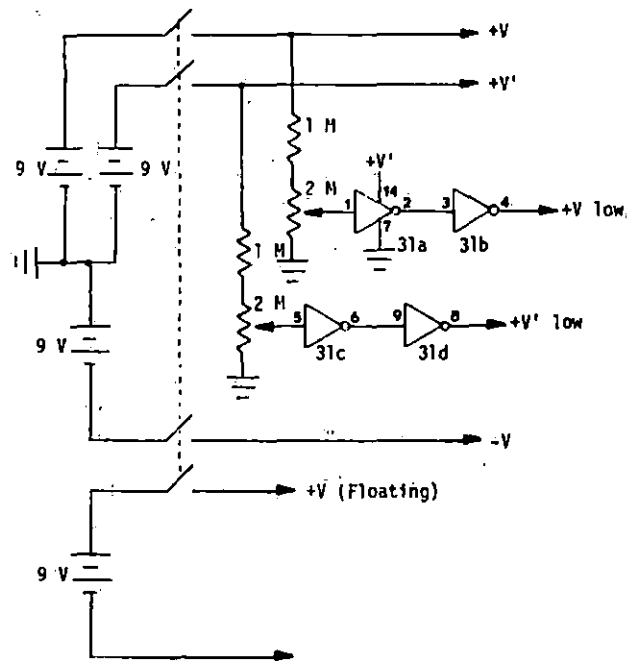 +V
+V'
1 M
9 V
9 V
+V'
2 M
14
1
2
3
4
+V low
7
31a
31b
1 M
2 M
5
6
9
8
+V' low
31c
31d
9 V
-V
+V (Floating)
9 V